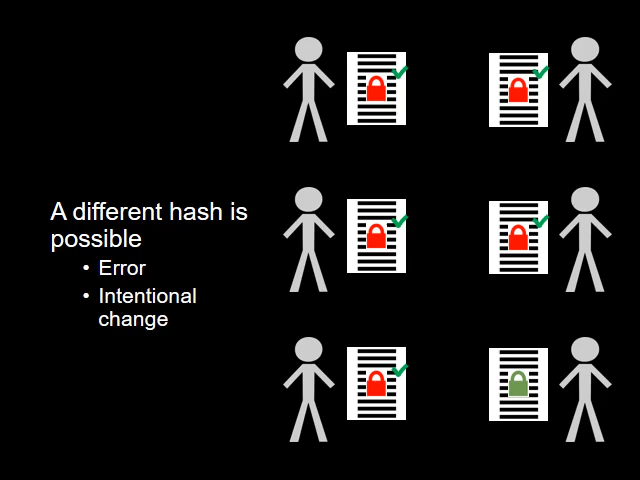 A different hash is
possible
• Error
• Intentional
change